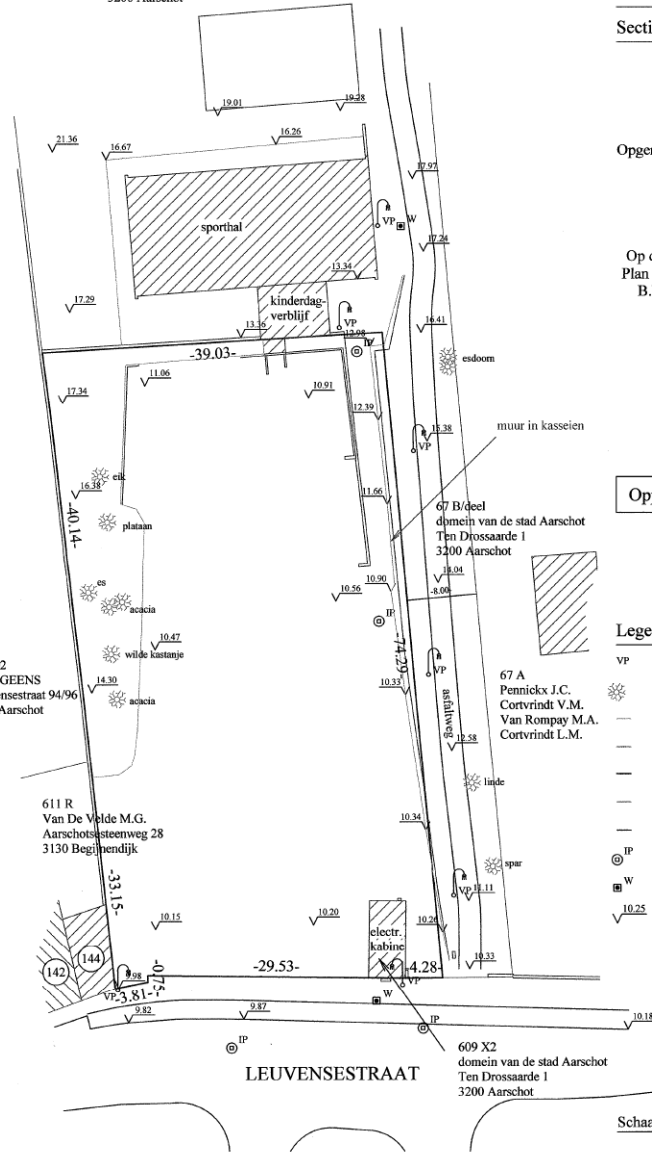 3200 Aarschot
Secti
19.01
19.28
21.36
16.67
16.26
Opger
17.97
sporthal
VP
W
17.24
Op d
Plan
B.
13.34
17.29
kinderdag-
verblijf
VP
16.41
13.36
12.98
IP
-39.03-
esdoorn
11.06
10.91
17.34
12.39
15.38
VP
muur in kasseien
eik
16.38
11.66
Opp
67 B/deel
domein van de stad Aarschot
Ten Drossaarde 1
3200 Aarschot
plataan
-40.14-
14.04
es
10.90
-8.00-
10.56
acacia
IP
Lege
10.47
-74.29-
wilde kastanje
VP
2
GEENS
ensestraat 94/96
Aarschot
14.30
acacia
10.33
VP
67 A
Pennickx J.C.
Cortvrindt V.M.
Van Rompay M.A.
Cortvrindt L.M.
asfaltweg
12.58
linde
611 R
Van De Velde M.G.
Aarschotsesteenweg 28
3130 Begijnendijk
10.34
spar
IP
-33.15-
VP
11.11
W
10.15
10.20
10.26
10.25
electr.
kabine
142
144
9.98
-0.75-
-29.53-
-4.28-
10.33
VP
-3.81-
VP
W
9.82
9.87
IP
10.18
IP
609 X2
domein van de stad Aarschot
Ten Drossaarde 1
3200 Aarschot
LEUVENSESTRAAT
Schaa